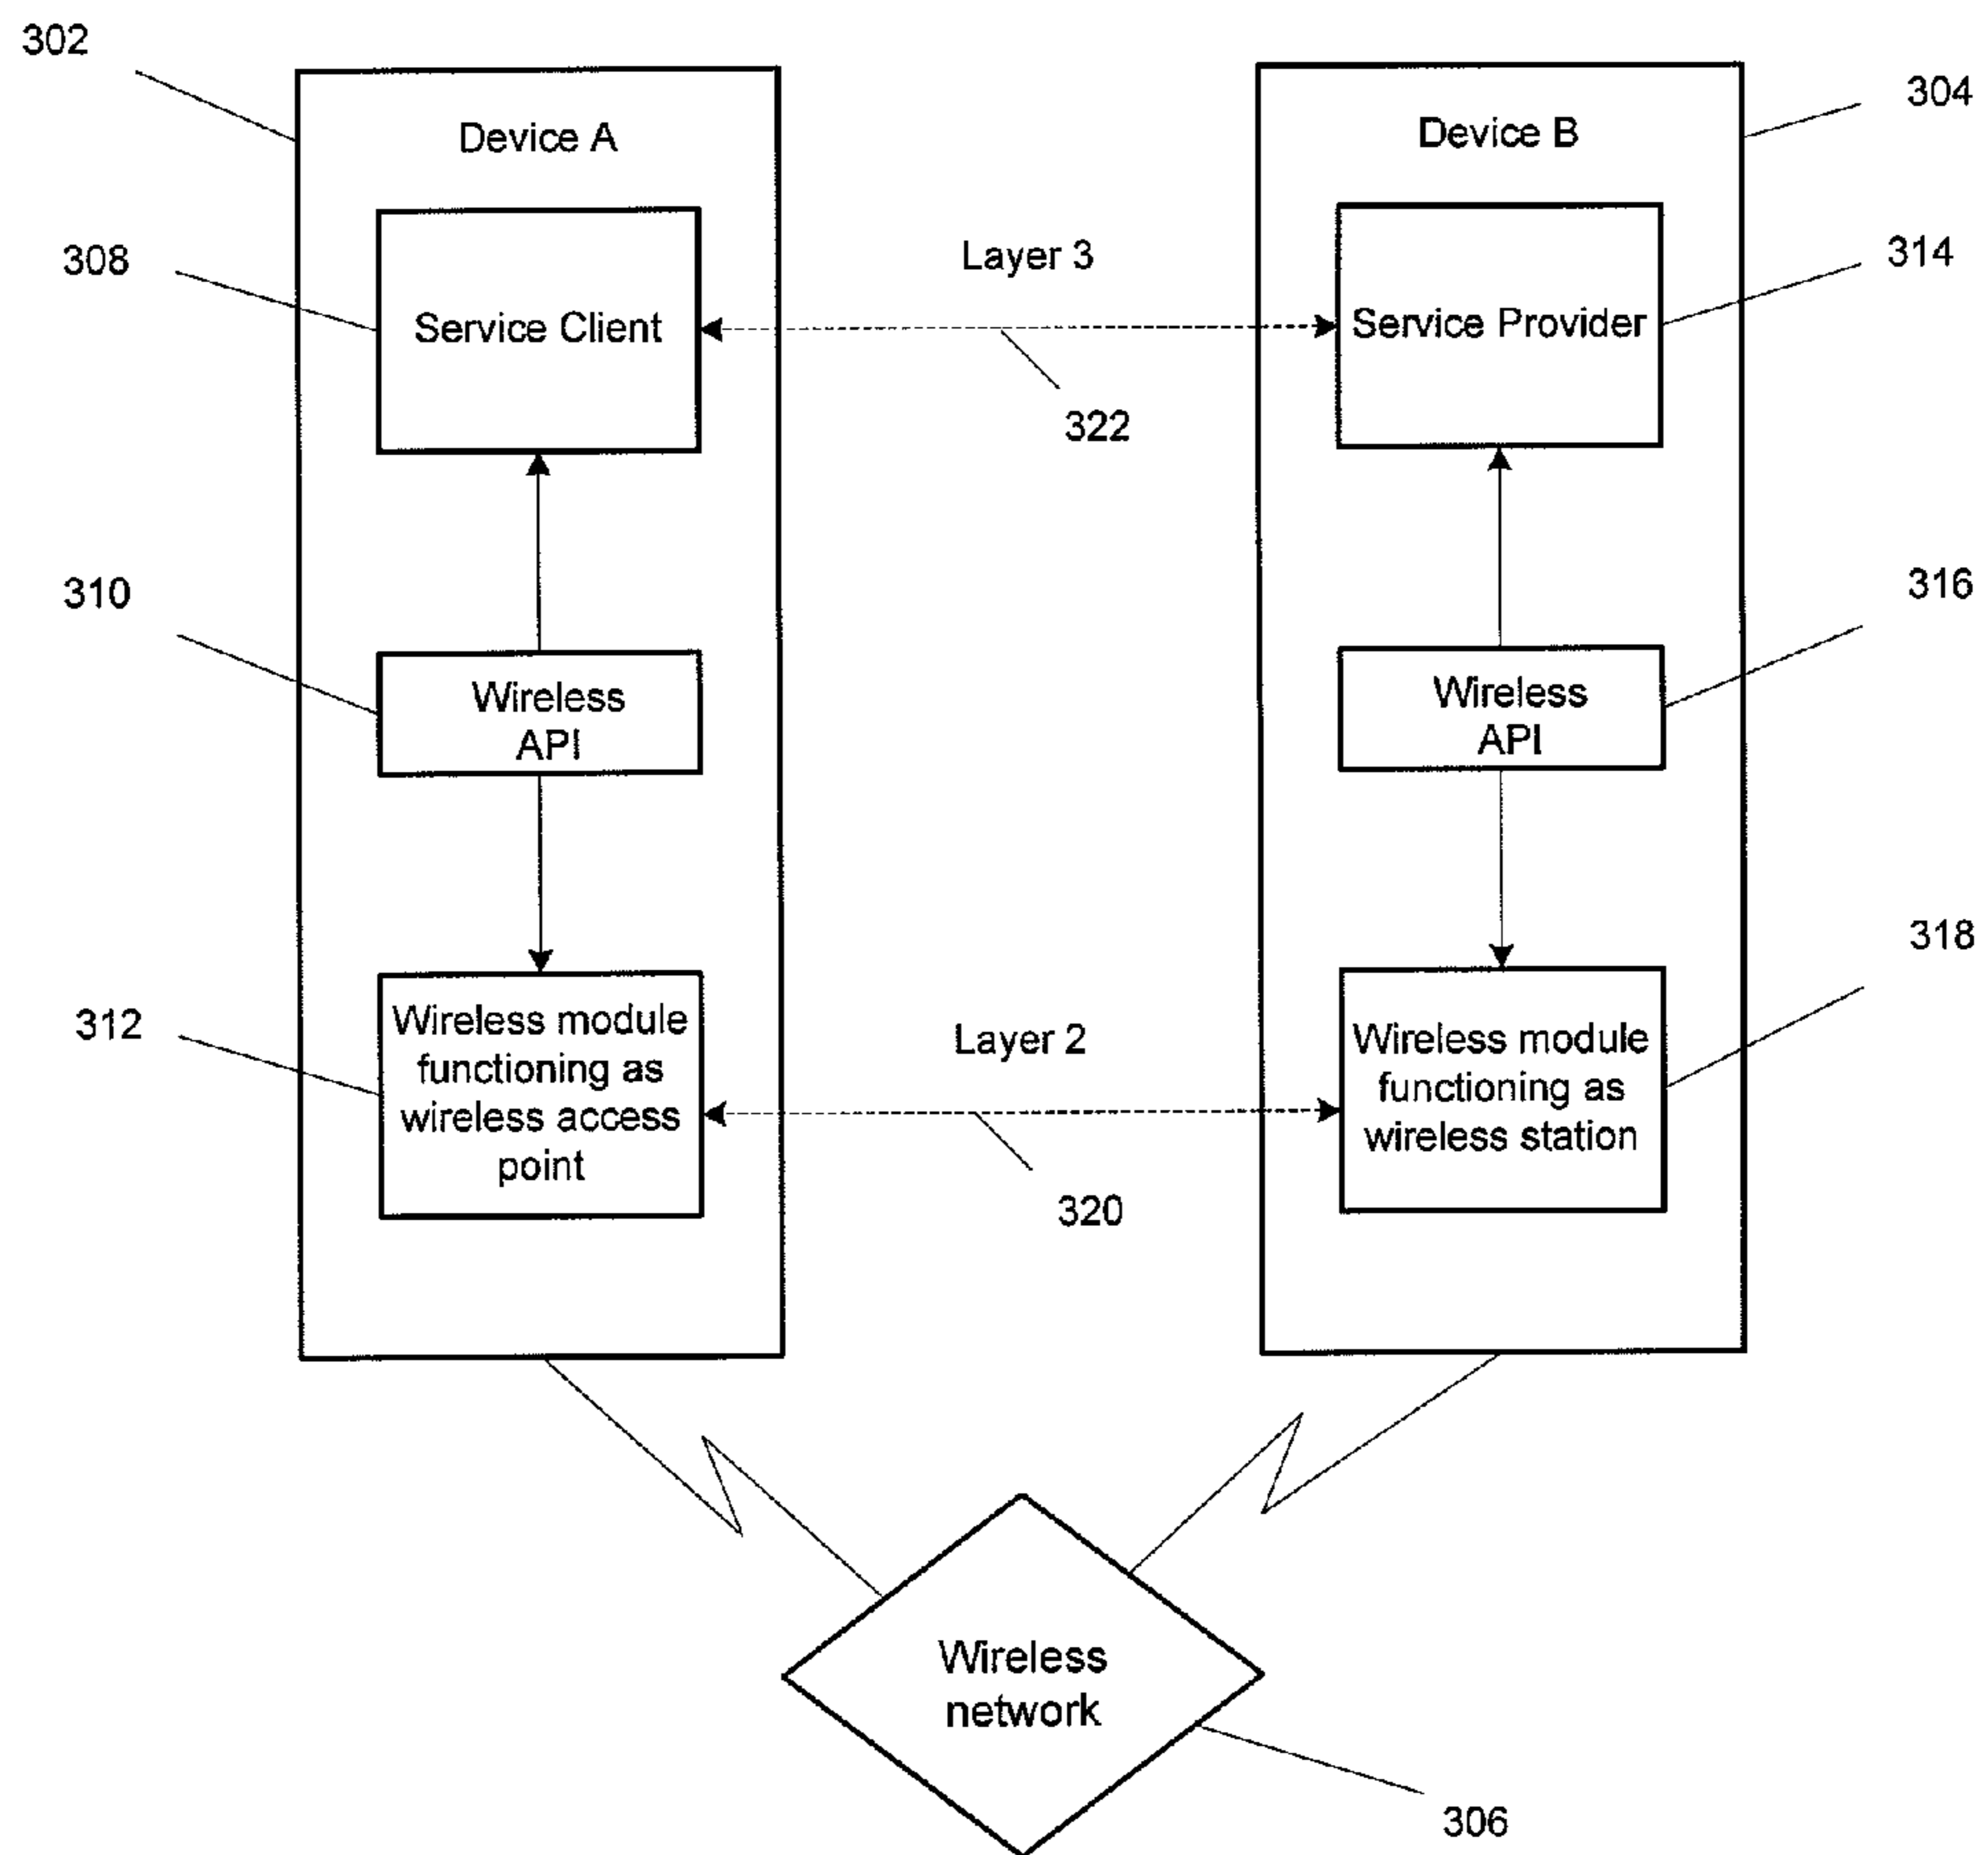 302
304
Device A
Device B
308
Service Client
Layer 3
Service Provider
314
322
310
Wireless
API
Wireless
API
316
312
Wireless module
functioning as
wireless access
point
Layer 2
320
Wireless module
functioning as
wireless station
318
Wireless
network
306